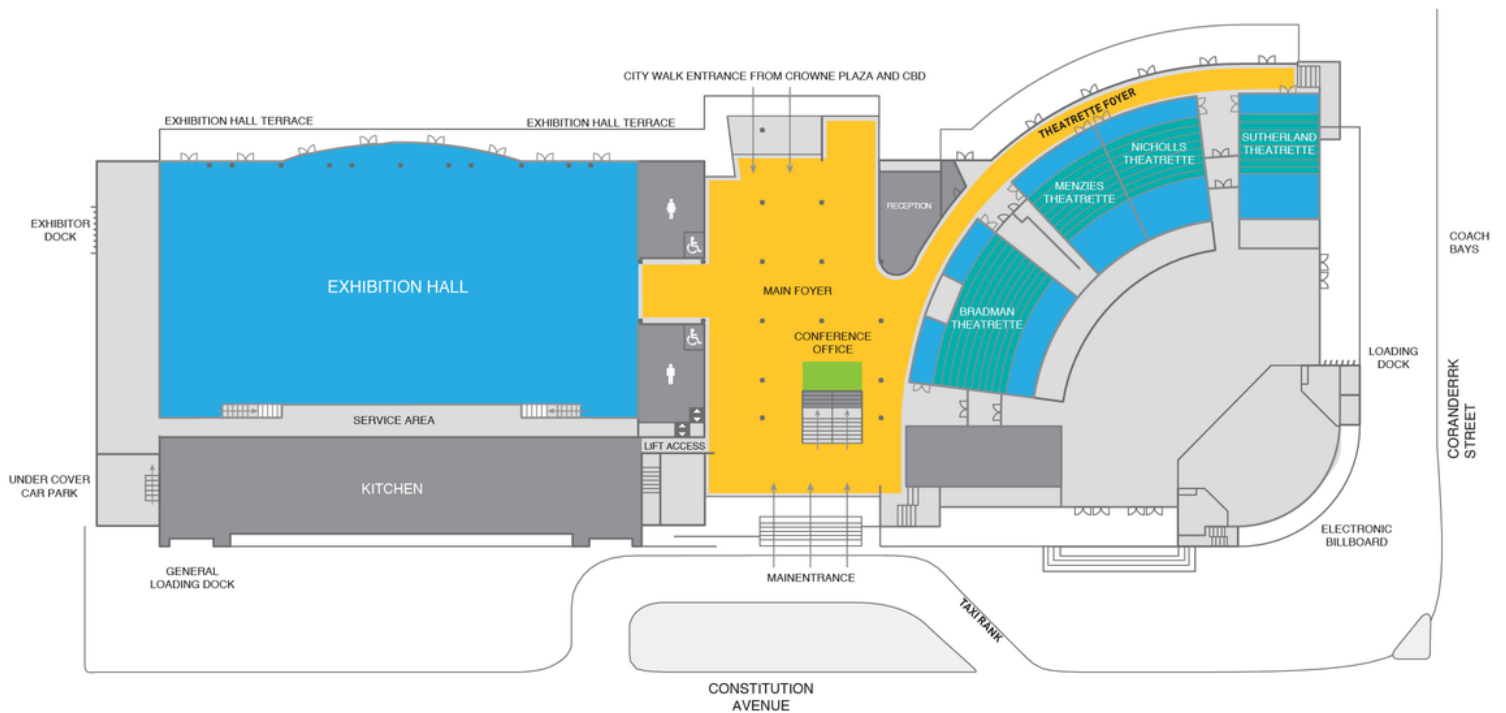 CITY WALK ENTRANCE FROM CROWNE PLAZA AND CBD
EXHIBITION HALL TERRACE
EXHIBITION HALL TERRACE
THEATRETTE FOYER
SUTHERLAND
THEATRETTE
NICHOLLS
THEATRETTE
MENZIES
THEATRETTE
RECEPTION
EXHIBITOR
DOCK
COACH
BAYS
EXHIBITION HALL
MAIN FOYER
BRADMAN
THEATRETTE
CONFERENCE
OFFICE
LOADING
DOCK
SERVICE AREA
LIFT ACCESS
CORANDERRK
STREET
UNDER COVER
CAR PARK
KITCHEN
ELECTRONIC
BILLBOARD
GENERAL
LOADING DOCK
MAINENTRANCE
TAXI RANK
CONSTITUTION
AVENUE